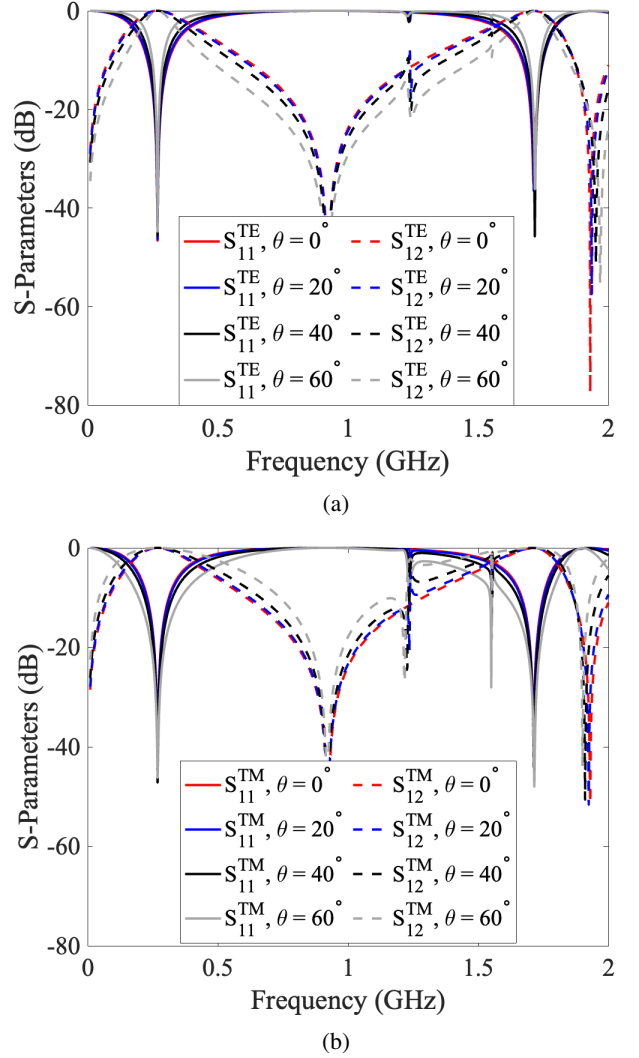 0
-20
-40
-60
-80
S-Parameters (dB)
S₁₁ᵀᴱ, θ = 0° S₁₂ᵀᴱ, θ = 0°
S₁₁ᵀᴱ, θ = 20° S₁₂ᵀᴱ, θ = 20°
S₁₁ᵀᴱ, θ = 40° S₁₂ᵀᴱ, θ = 40°
S₁₁ᵀᴱ, θ = 60° S₁₂ᵀᴱ, θ = 60°
0 0.5 1 1.5 2
Frequency (GHz)
(a)
0
-20
-40
-60
-80
S-Parameters (dB)
S₁₁ᵀᴹ, θ = 0° S₁₂ᵀᴹ, θ = 0°
S₁₁ᵀᴹ, θ = 20° S₁₂ᵀᴹ, θ = 20°
S₁₁ᵀᴹ, θ = 40° S₁₂ᵀᴹ, θ = 40°
S₁₁ᵀᴹ, θ = 60° S₁₂ᵀᴹ, θ = 60°
0 0.5 1 1.5 2
Frequency (GHz)
(b)